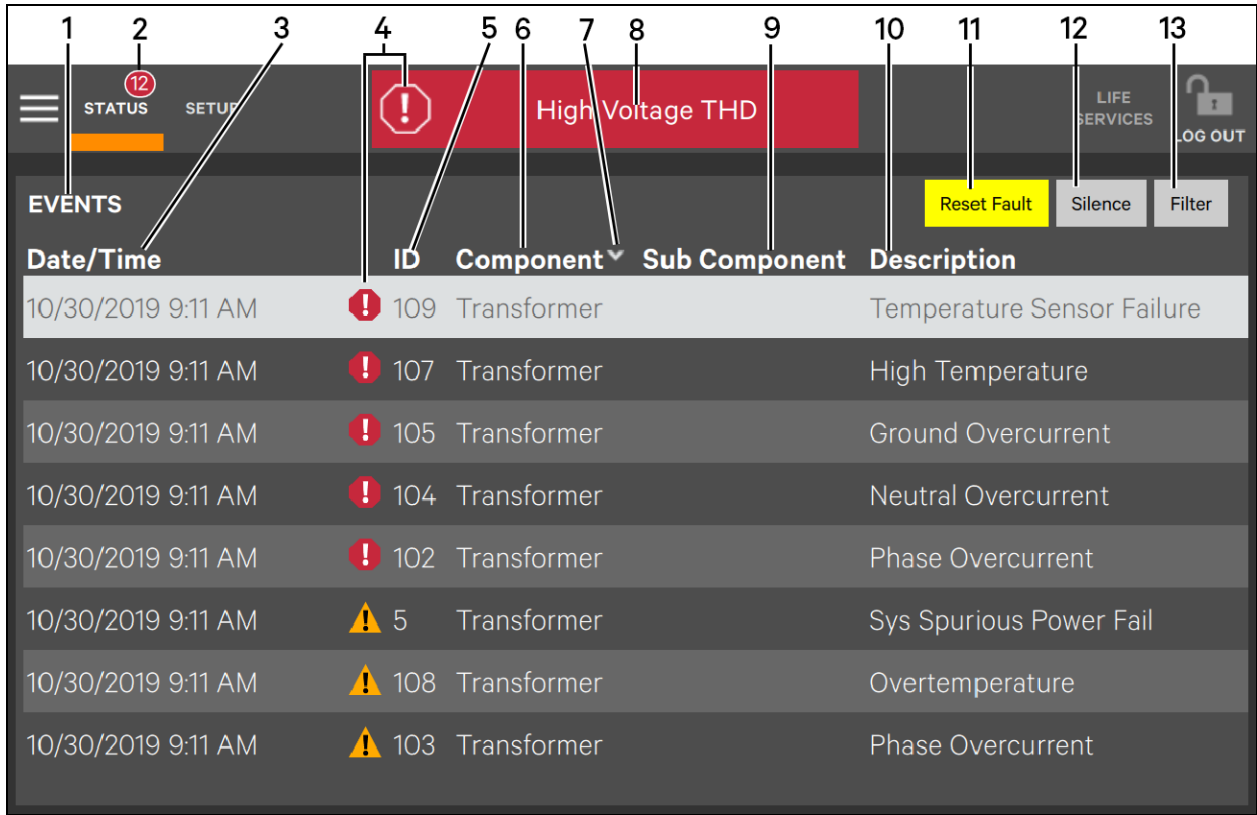 1 2 3 4 5 6 7 8 9 10 11 12 13
12
STATUS SETUP ! High Voltage THD LIFE SERVICES LOG OUT
EVENTS Reset Fault Silence Filter
Date/Time ID Component Sub Component Description
10/30/2019 9:11 AM ! 109 Transformer Temperature Sensor Failure
10/30/2019 9:11 AM ! 107 Transformer High Temperature
10/30/2019 9:11 AM ! 105 Transformer Ground Overcurrent
10/30/2019 9:11 AM ! 104 Transformer Neutral Overcurrent
10/30/2019 9:11 AM ! 102 Transformer Phase Overcurrent
10/30/2019 9:11 AM ! 5 Transformer Sys Spurious Power Fail
10/30/2019 9:11 AM ! 108 Transformer Overtemperature
10/30/2019 9:11 AM ! 103 Transformer Phase Overcurrent